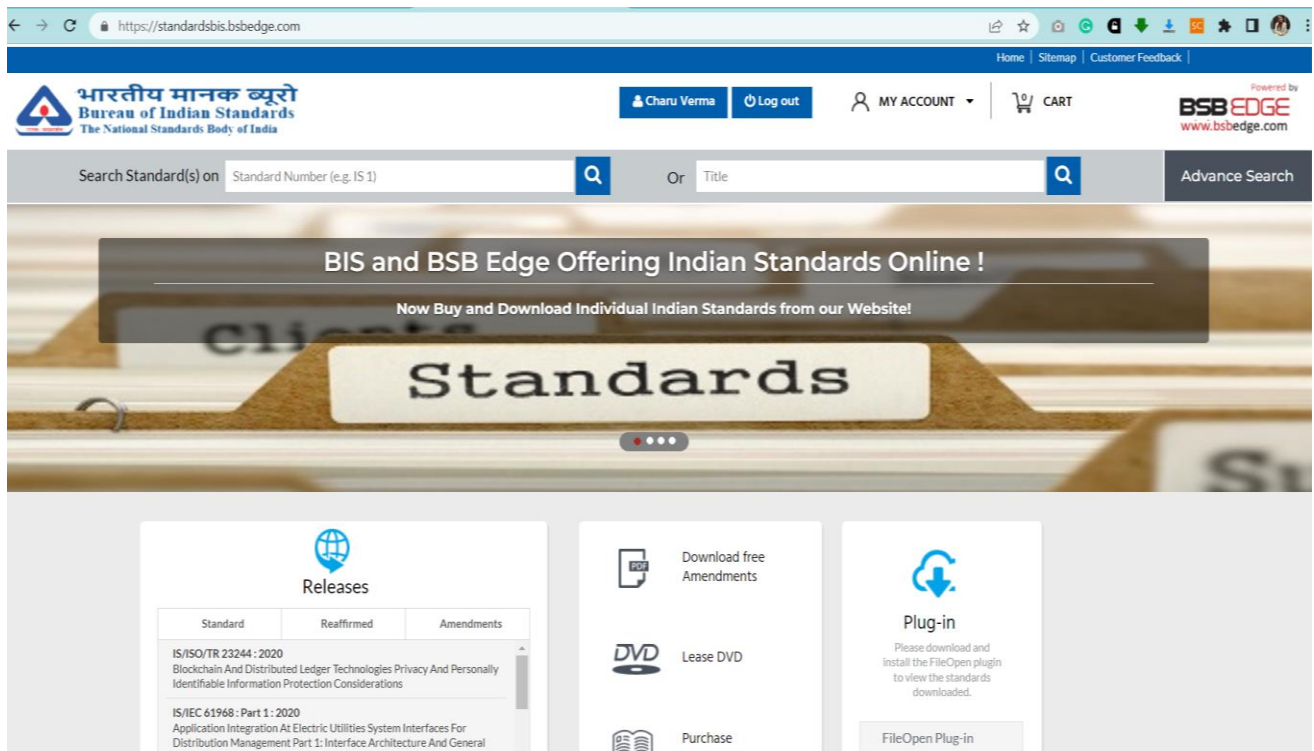 https://standardsbis.bsbedge.com
Home | Sitemap | Customer Feedback |
भारतीय मानक ब्यूरो
Bureau of Indian Standards
The National Standards Body of India
Charu Verma
Log out
MY ACCOUNT
CART
Powered by
BSB EDGE
www.bsbedge.com
Search Standard(s) on
Standard Number (e.g. IS 1)
Or
Title
Advance Search
BIS and BSB Edge Offering Indian Standards Online !
Now Buy and Download Individual Indian Standards from our Website!
Clients
Standards
Releases
Standard
Reaffirmed
Amendments
IS/ISO/TR 23244 : 2020
Blockchain And Distributed Ledger Technologies Privacy And Personally
Identifiable Information Protection Considerations
IS/IEC 61968 : Part 1 : 2020
Application Integration At Electric Utilities System Interfaces For
Distribution Management Part 1: Interface Architecture And General
PDF
Download free
Amendments
DVD
Lease DVD
Purchase
Plug-in
Please download and
install the FileOpen plugin
to view the standards
downloaded.
FileOpen Plug-in